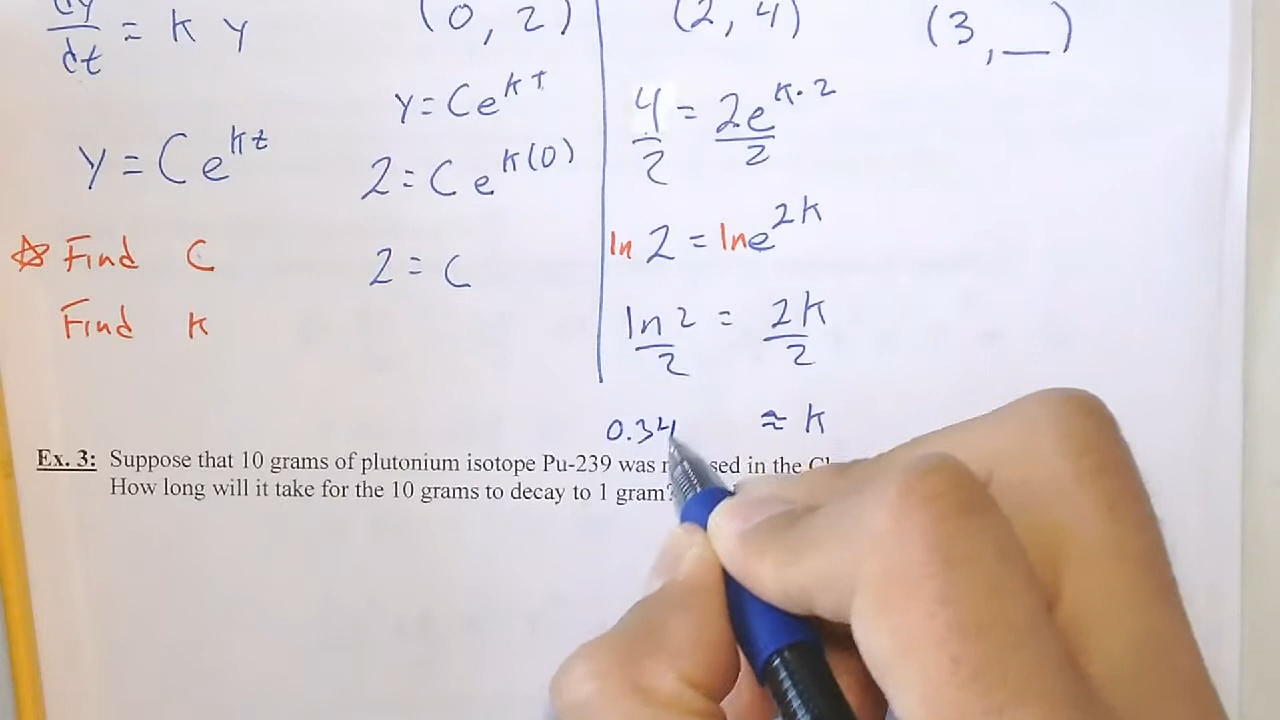 dy/dt = k y
y = Ce^{kt}
☆ Find C
Find k
(0, 2)
y = Ce^{kt}
2 = Ce^{k(0)}
2 = C
(2, 4)
4/2 = 2e^{k·2}/2
ln 2 = ln e^{2k}
ln 2/2 = 2k/2
0.34 ≈ k
(3, __)
Ex. 3: Suppose that 10 grams of plutonium isotope Pu-239 was in the
How long will it take for the 10 grams to decay to 1 gram?